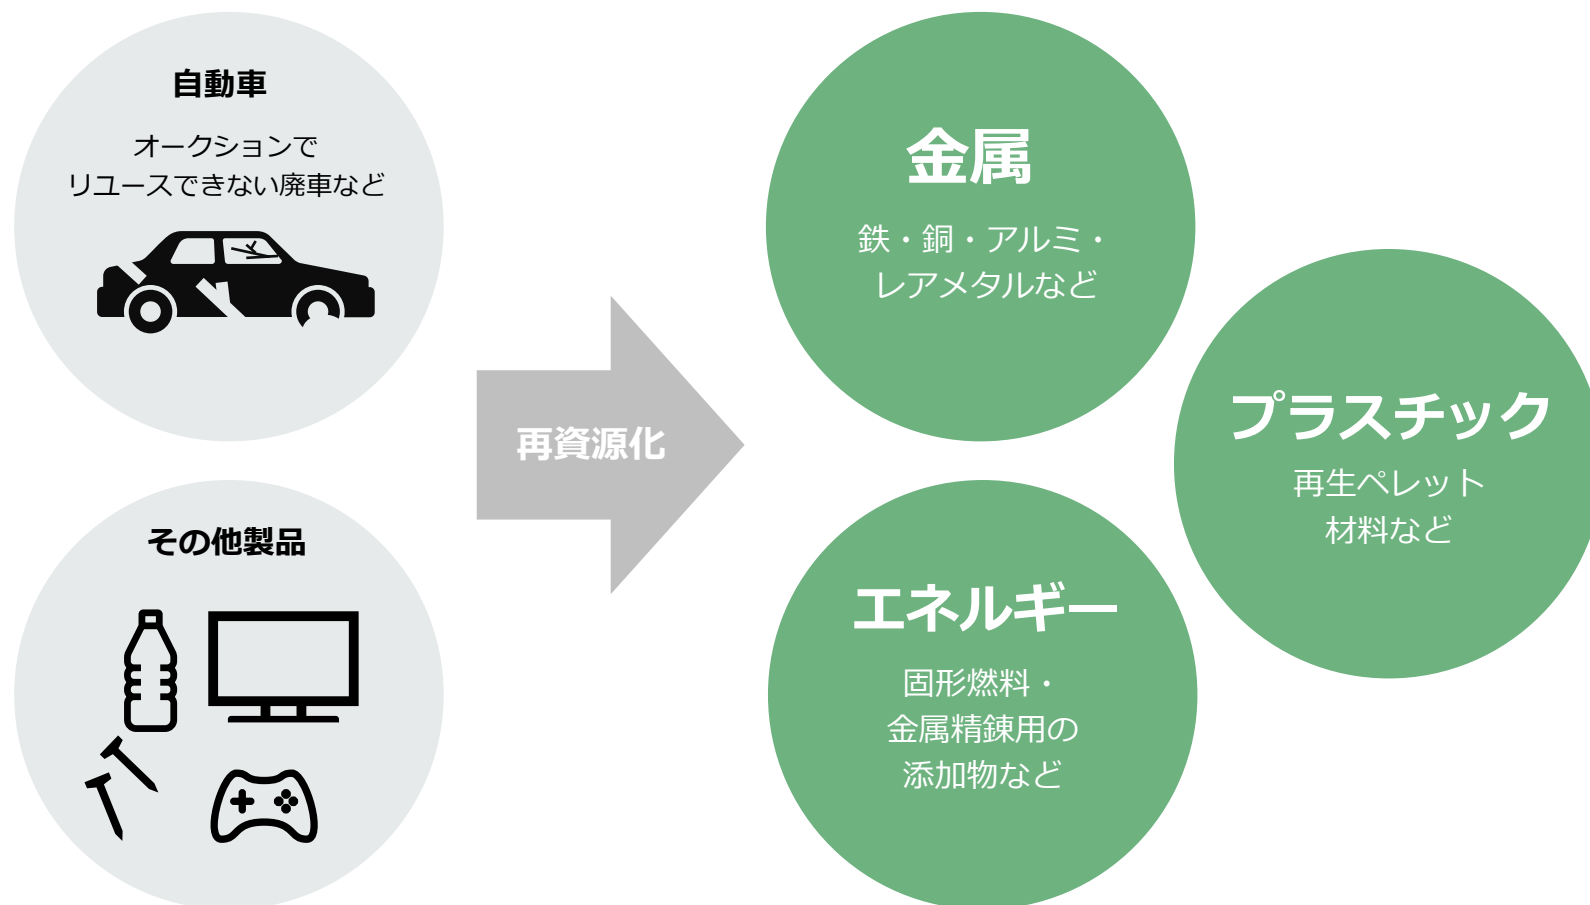 自動車
オークションで
リユースできない廃車など
その他製品
再資源化
金属
鉄・銅・アルミ・
レアメタルなど
プラスチック
再生ペレット
材料など
エネルギー
固形燃料・
金属精錬用の
添加物など